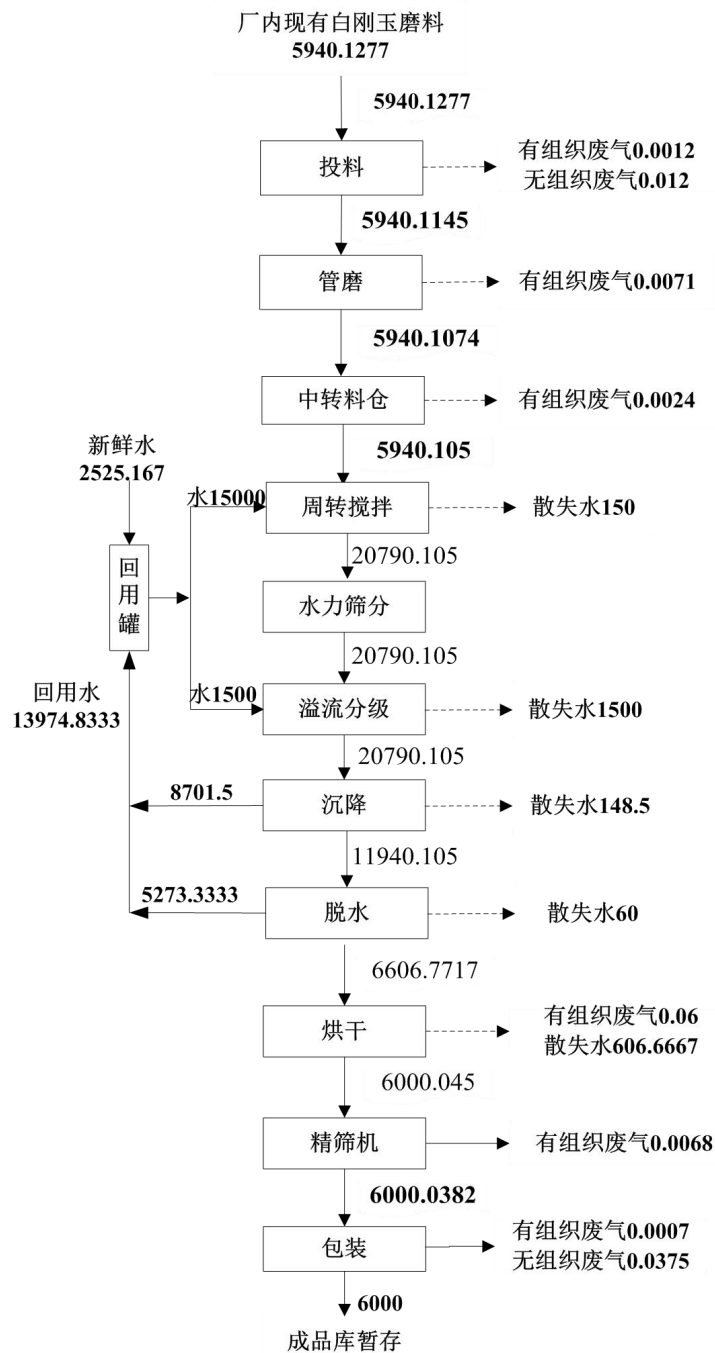 厂内现有白刚玉磨料
5940.1277
5940.1277
投料
有组织废气0.0012
无组织废气0.012
5940.1145
管磨
有组织废气0.0071
5940.1074
中转料仓
有组织废气0.0024
5940.105
新鲜水
2525.167
水15000
周转搅拌
散失水150
回用罐
20790.105
水力筛分
20790.105
回用水
13974.8333
水1500
溢流分级
散失水1500
20790.105
8701.5
沉降
散失水148.5
11940.105
5273.3333
脱水
散失水60
6606.7717
烘干
有组织废气0.06
散失水606.6667
6000.045
精筛机
有组织废气0.0068
6000.0382
包装
有组织废气0.0007
无组织废气0.0375
6000
成品库暂存